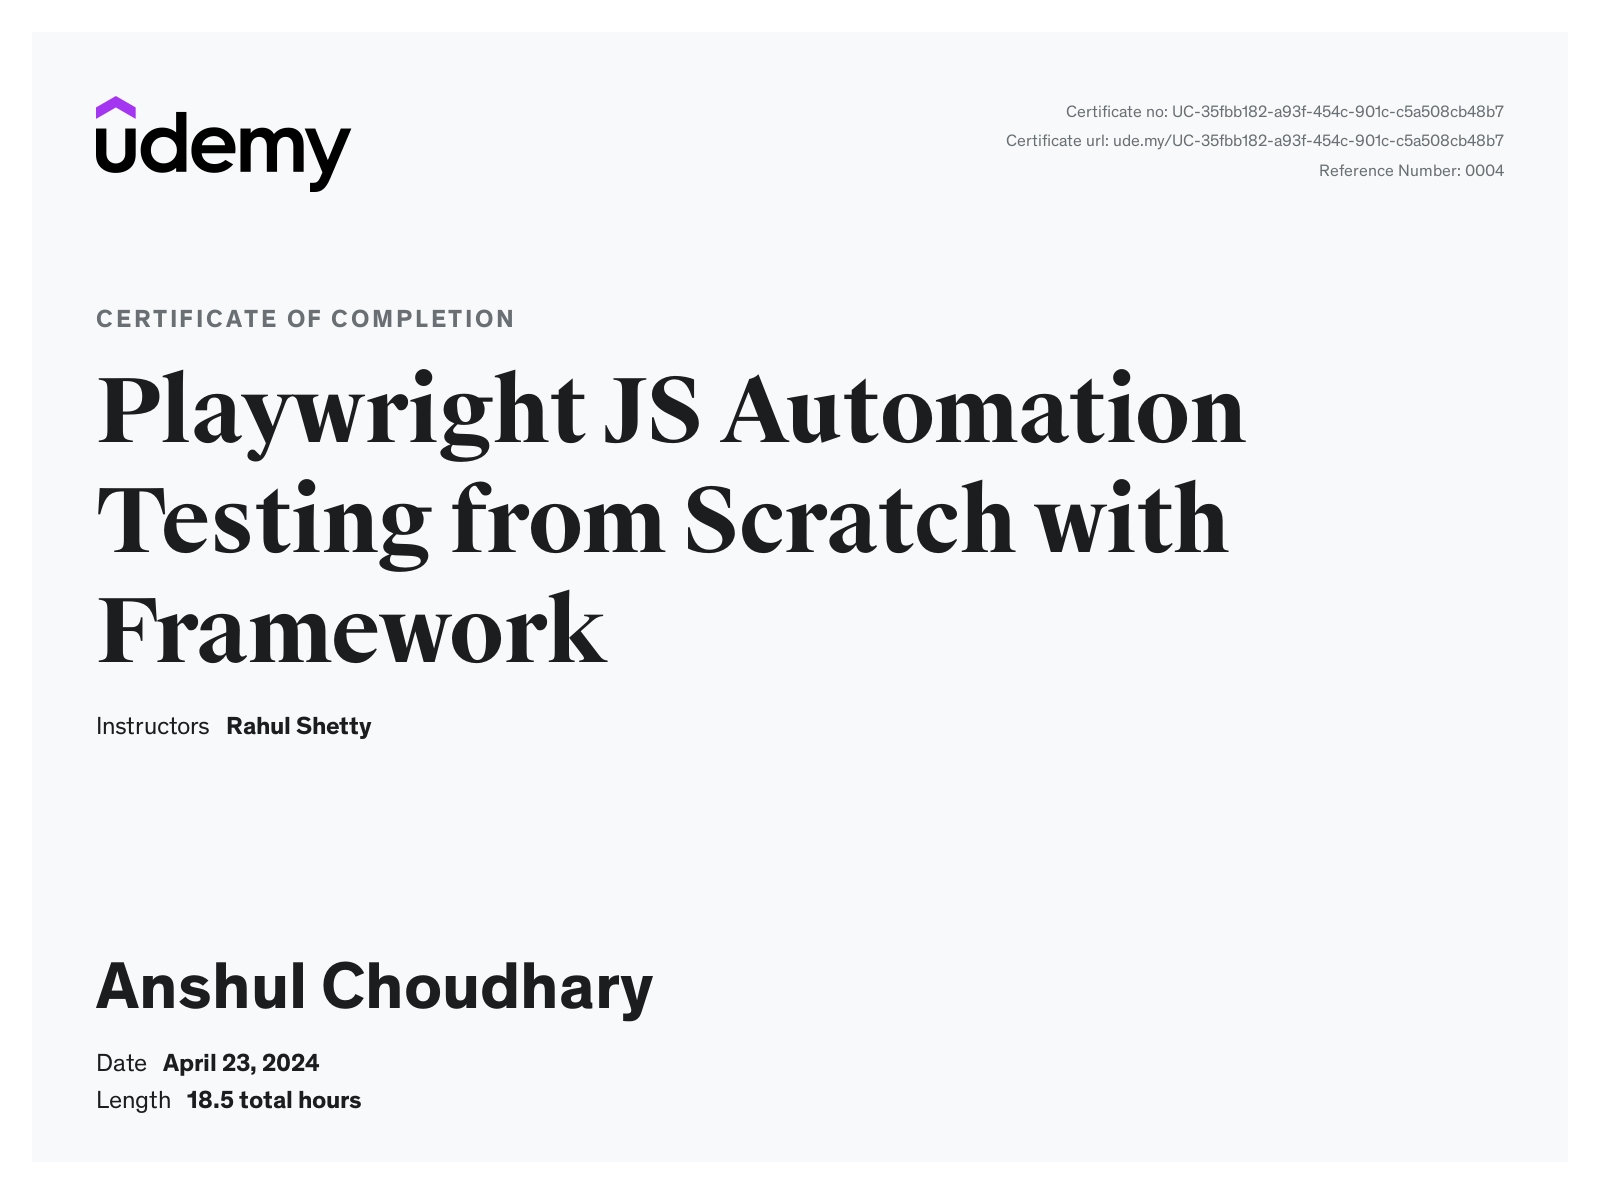 udemy
Certificate no: UC-35fbb182-a93f-454c-901c-c5a508cb48b7
Certificate url: ude.my/UC-35fbb182-a93f-454c-901c-c5a508cb48b7
Reference Number: 0004
CERTIFICATE OF COMPLETION
Playwright JS Automation
Testing from Scratch with
Framework
Instructors Rahul Shetty
Anshul Choudhary
Date April 23, 2024
Length 18.5 total hours